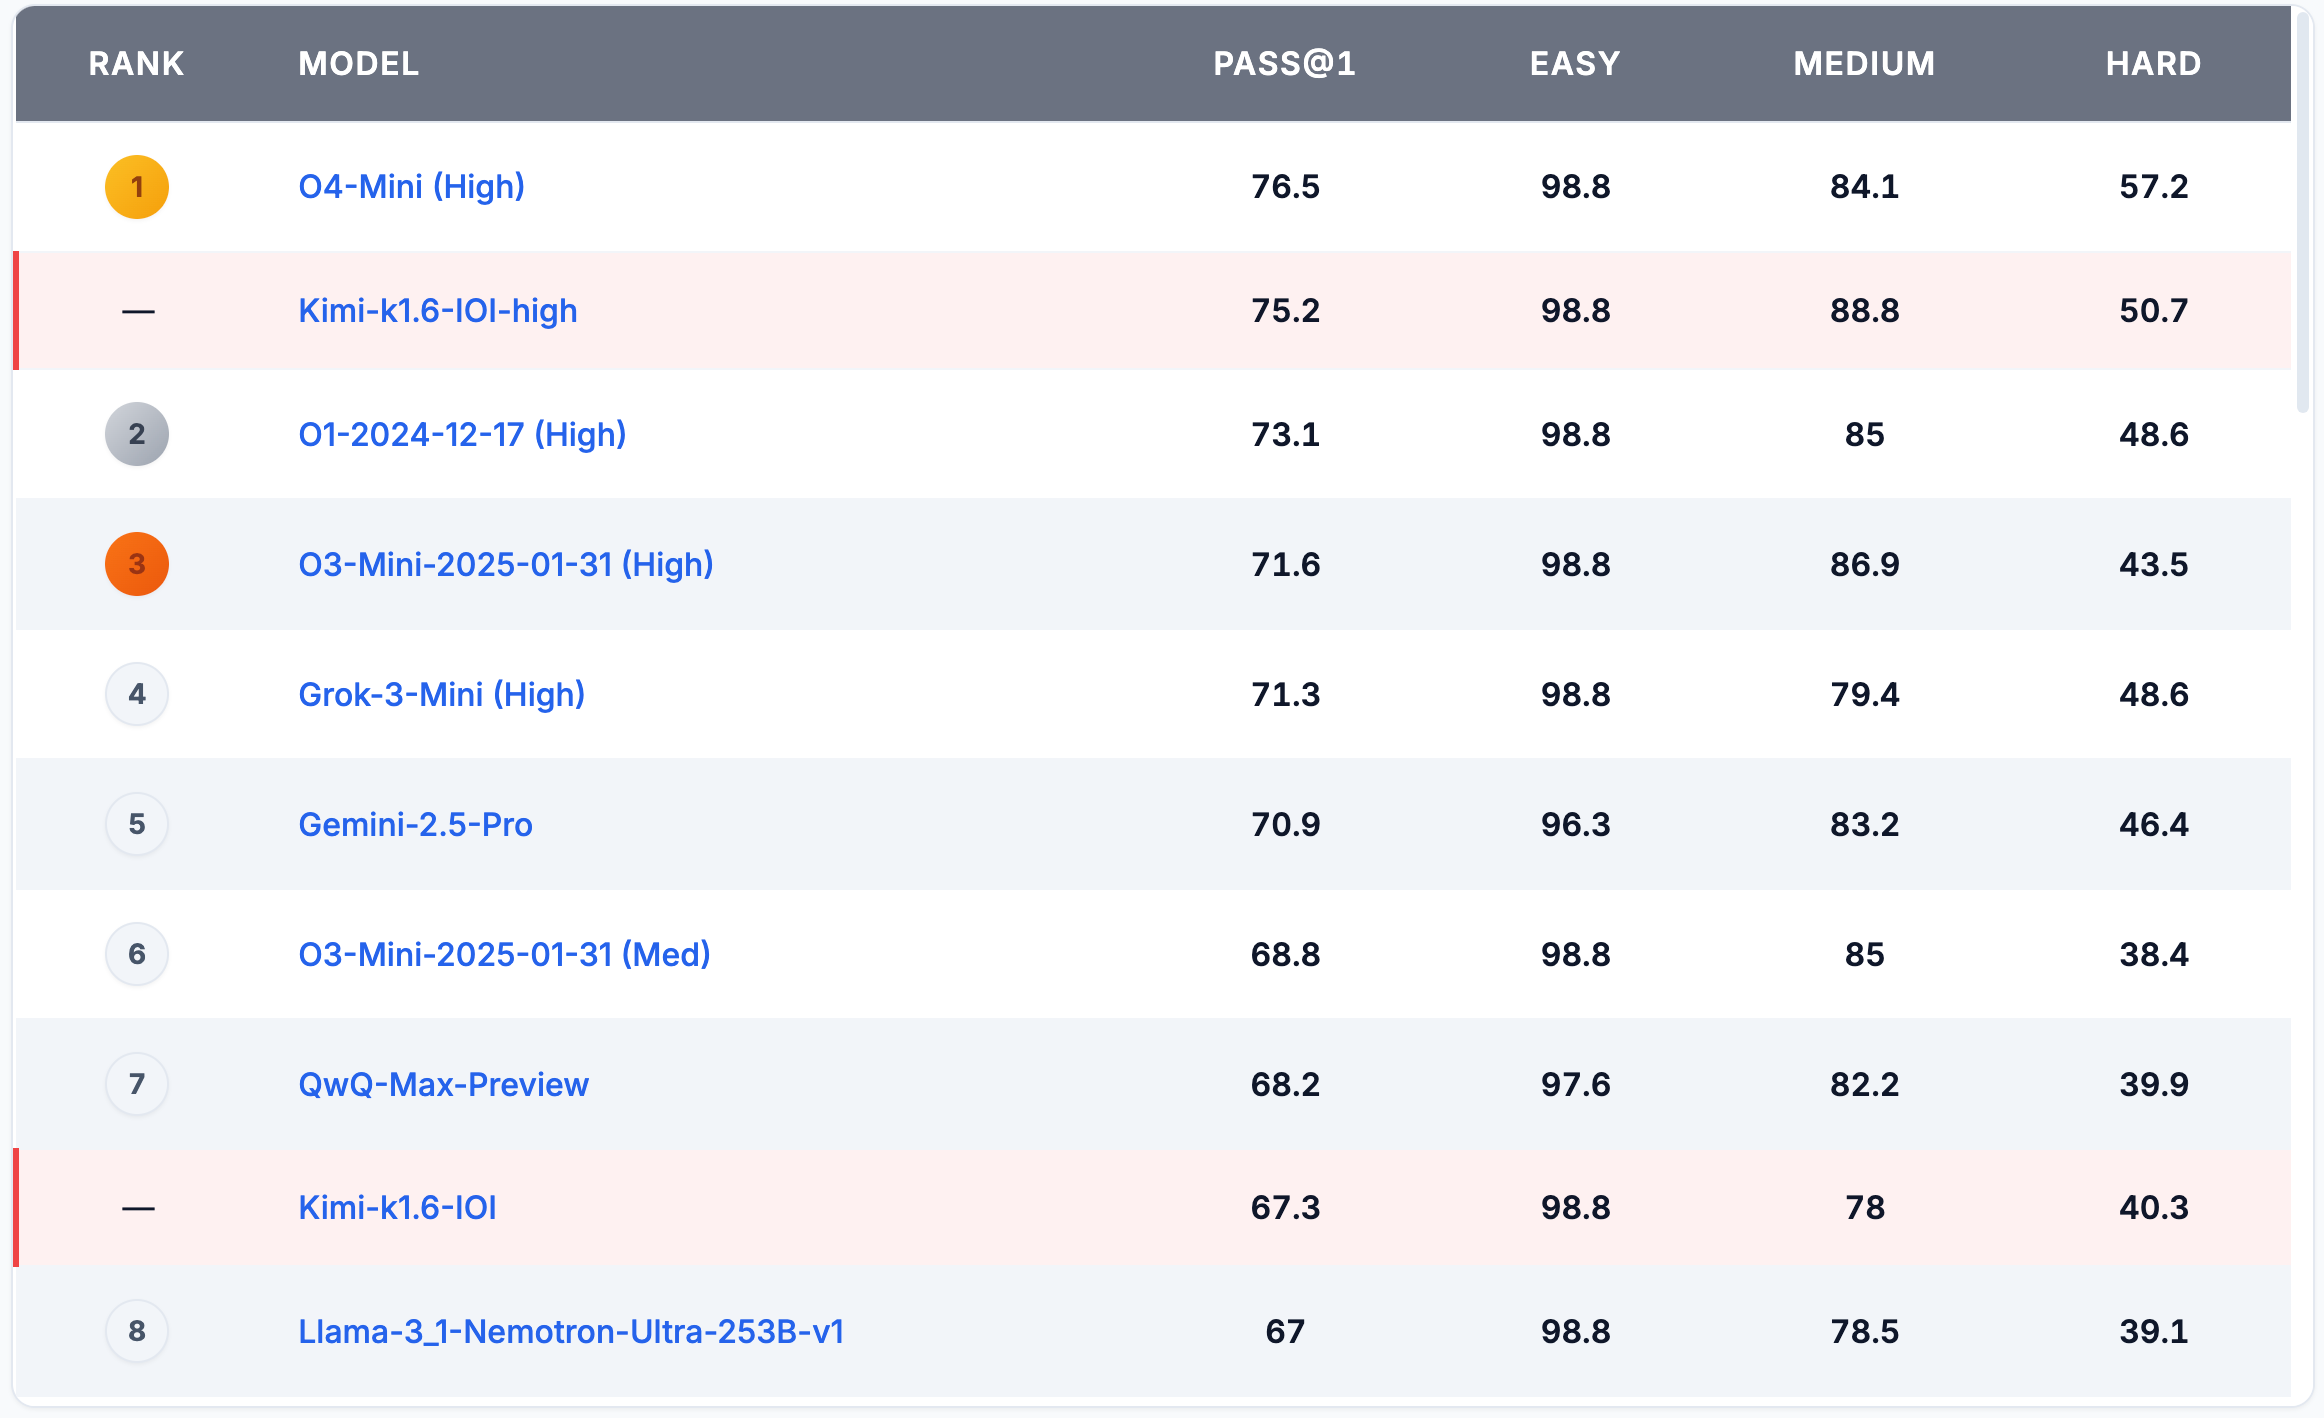 RANK MODEL PASS@1 EASY MEDIUM HARD
1 O4-Mini (High) 76.5 98.8 84.1 57.2
— Kimi-k1.6-IOI-high 75.2 98.8 88.8 50.7
2 O1-2024-12-17 (High) 73.1 98.8 85 48.6
3 O3-Mini-2025-01-31 (High) 71.6 98.8 86.9 43.5
4 Grok-3-Mini (High) 71.3 98.8 79.4 48.6
5 Gemini-2.5-Pro 70.9 96.3 83.2 46.4
6 O3-Mini-2025-01-31 (Med) 68.8 98.8 85 38.4
7 QwQ-Max-Preview 68.2 97.6 82.2 39.9
— Kimi-k1.6-IOI 67.3 98.8 78 40.3
8 Llama-3_1-Nemotron-Ultra-253B-v1 67 98.8 78.5 39.1